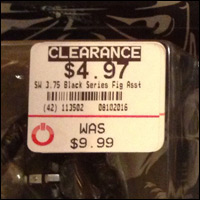 CLEARANCE
$4.97
SW 3.75 Black Series Fig Asst
(42) 113502 08102016
WAS
$9.99